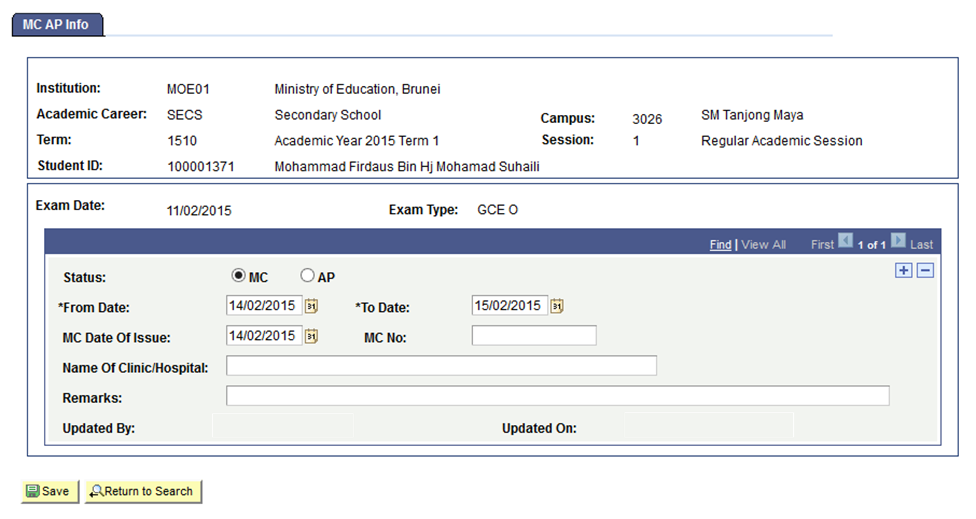 MC AP Info
Institution: MOE01 Ministry of Education, Brunei
Academic Career: SECS Secondary School Campus: 3026 SM Tanjong Maya
Term: 1510 Academic Year 2015 Term 1 Session: 1 Regular Academic Session
Student ID: 100001371 Mohammad Firdaus Bin Hj Mohamad Suhaili
Exam Date: 11/02/2015 Exam Type: GCE O
Find | View All First 1 of 1 Last
Status: MC AP
*From Date: 14/02/2015 31 *To Date: 15/02/2015 31
MC Date Of Issue: 14/02/2015 31 MC No:
Name Of Clinic/Hospital:
Remarks:
Updated By: Updated On:
Save Return to Search